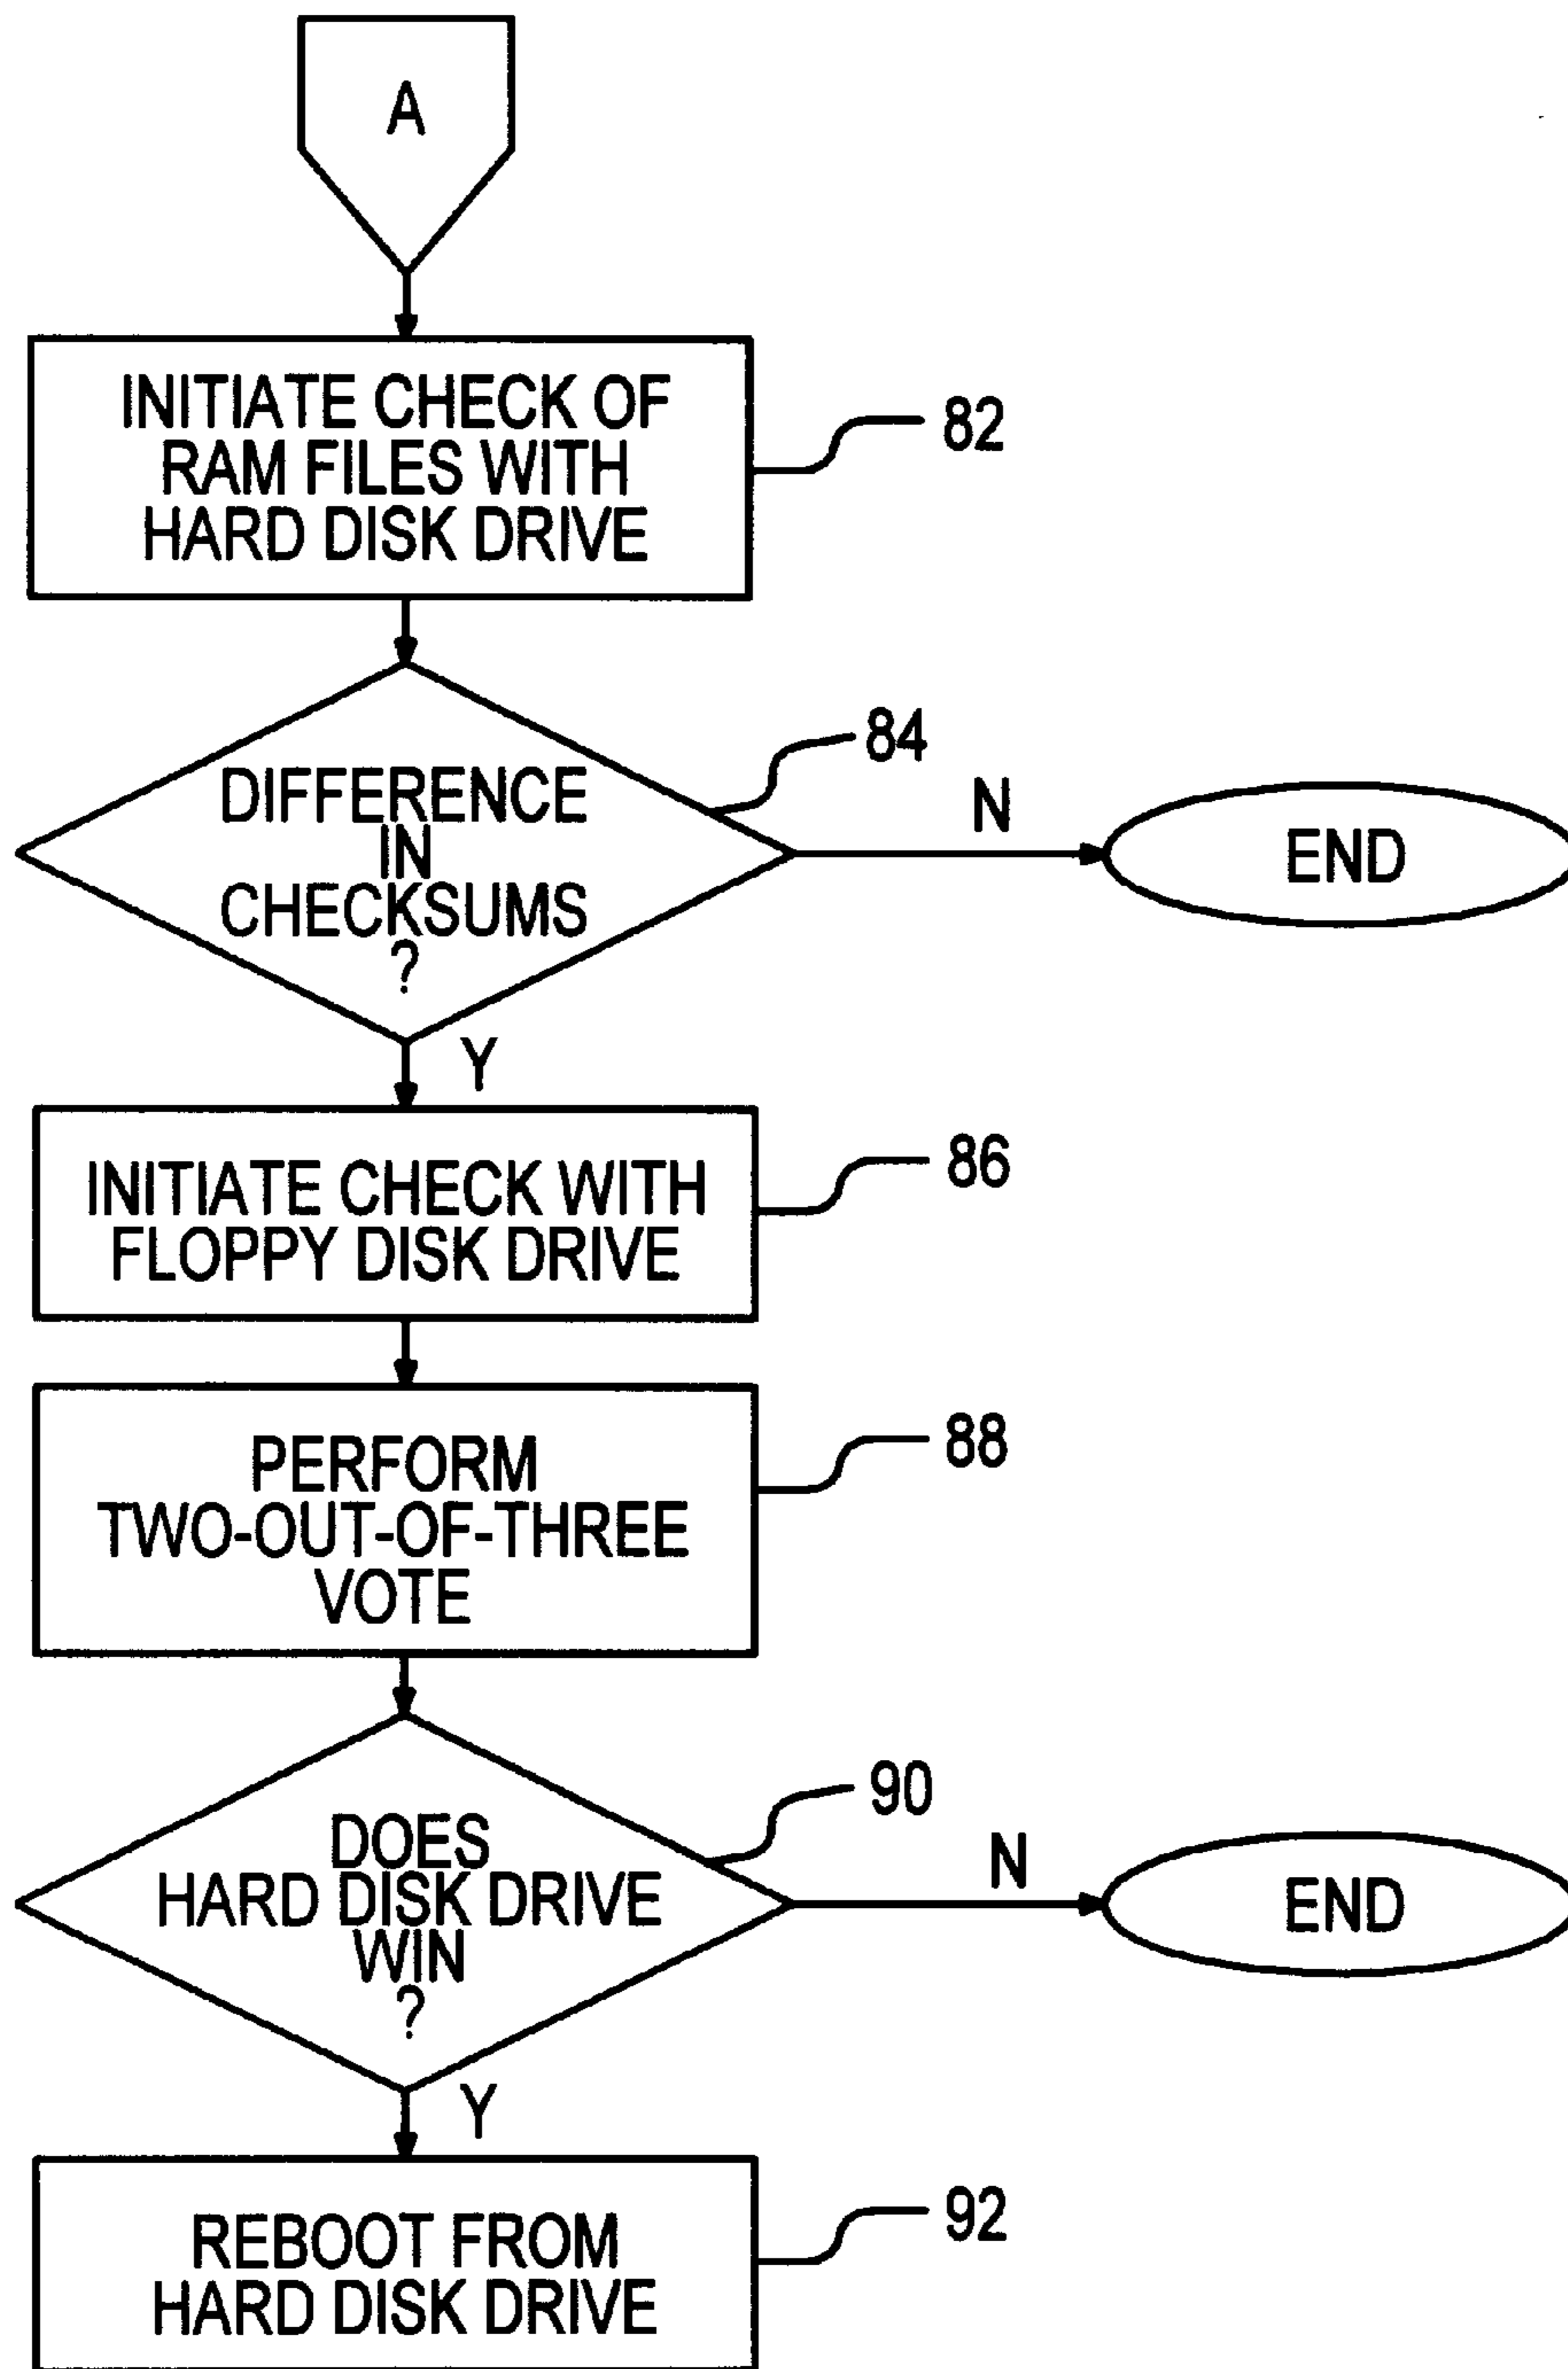 A
INITIATE CHECK OF
RAM FILES WITH
HARD DISK DRIVE
82
DIFFERENCE
IN
CHECKSUMS
?
84
N
END
Y
INITIATE CHECK WITH
FLOPPY DISK DRIVE
86
PERFORM
TWO-OUT-OF-THREE
VOTE
88
DOES
HARD DISK DRIVE
WIN
?
90
N
END
Y
REBOOT FROM
HARD DISK DRIVE
92